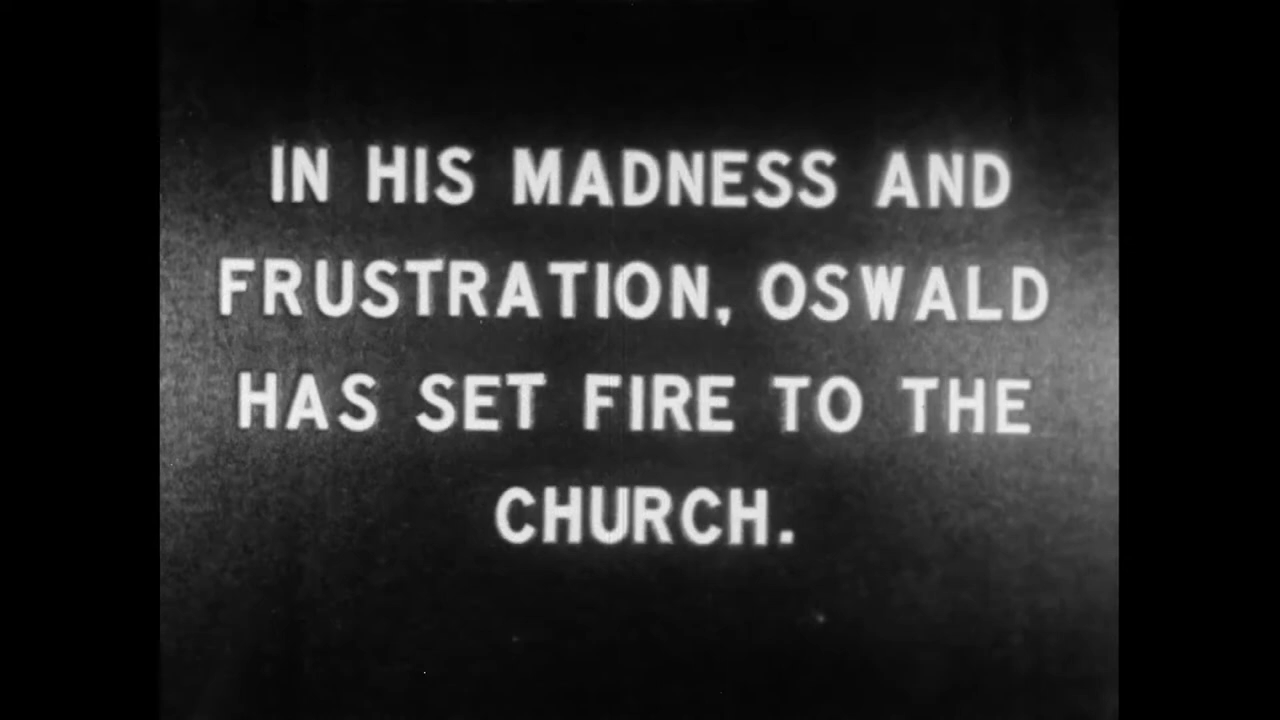 IN HIS MADNESS AND
FRUSTRATION, OSWALD
HAS SET FIRE TO THE
CHURCH.